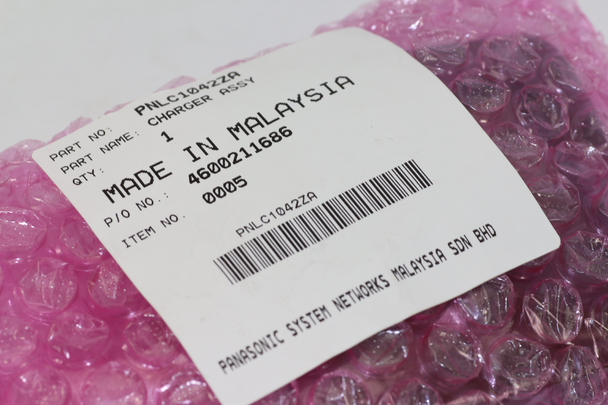 PART NO: PNLC1042ZA
PART NAME: CHARGER ASSY
QTY: 1
MADE IN MALAYSIA
P/O NO.: 4600211686
ITEM NO. 0005
PNLC1042ZA
PANASONIC SYSTEM NETWORKS MALAYSIA SDN BHD